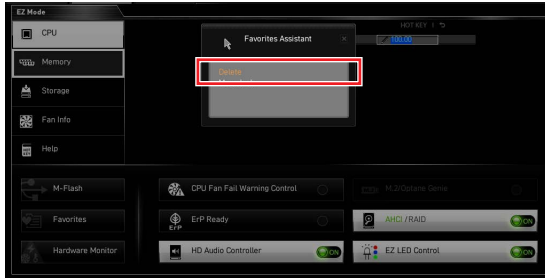 EZ Mode
HOT KEY
CPU
Favorites Assistant
×
100.00
Memory
Delete
Storage
Fan Info
Help
M-Flash
CPU Fan Fail Warning Control
M.2/Optane Genie
Favorites
ErP
ErP Ready
AHCI /RAID
ON
Hardware Monitor
HD Audio Controller
ON
EZ LED Control
ON